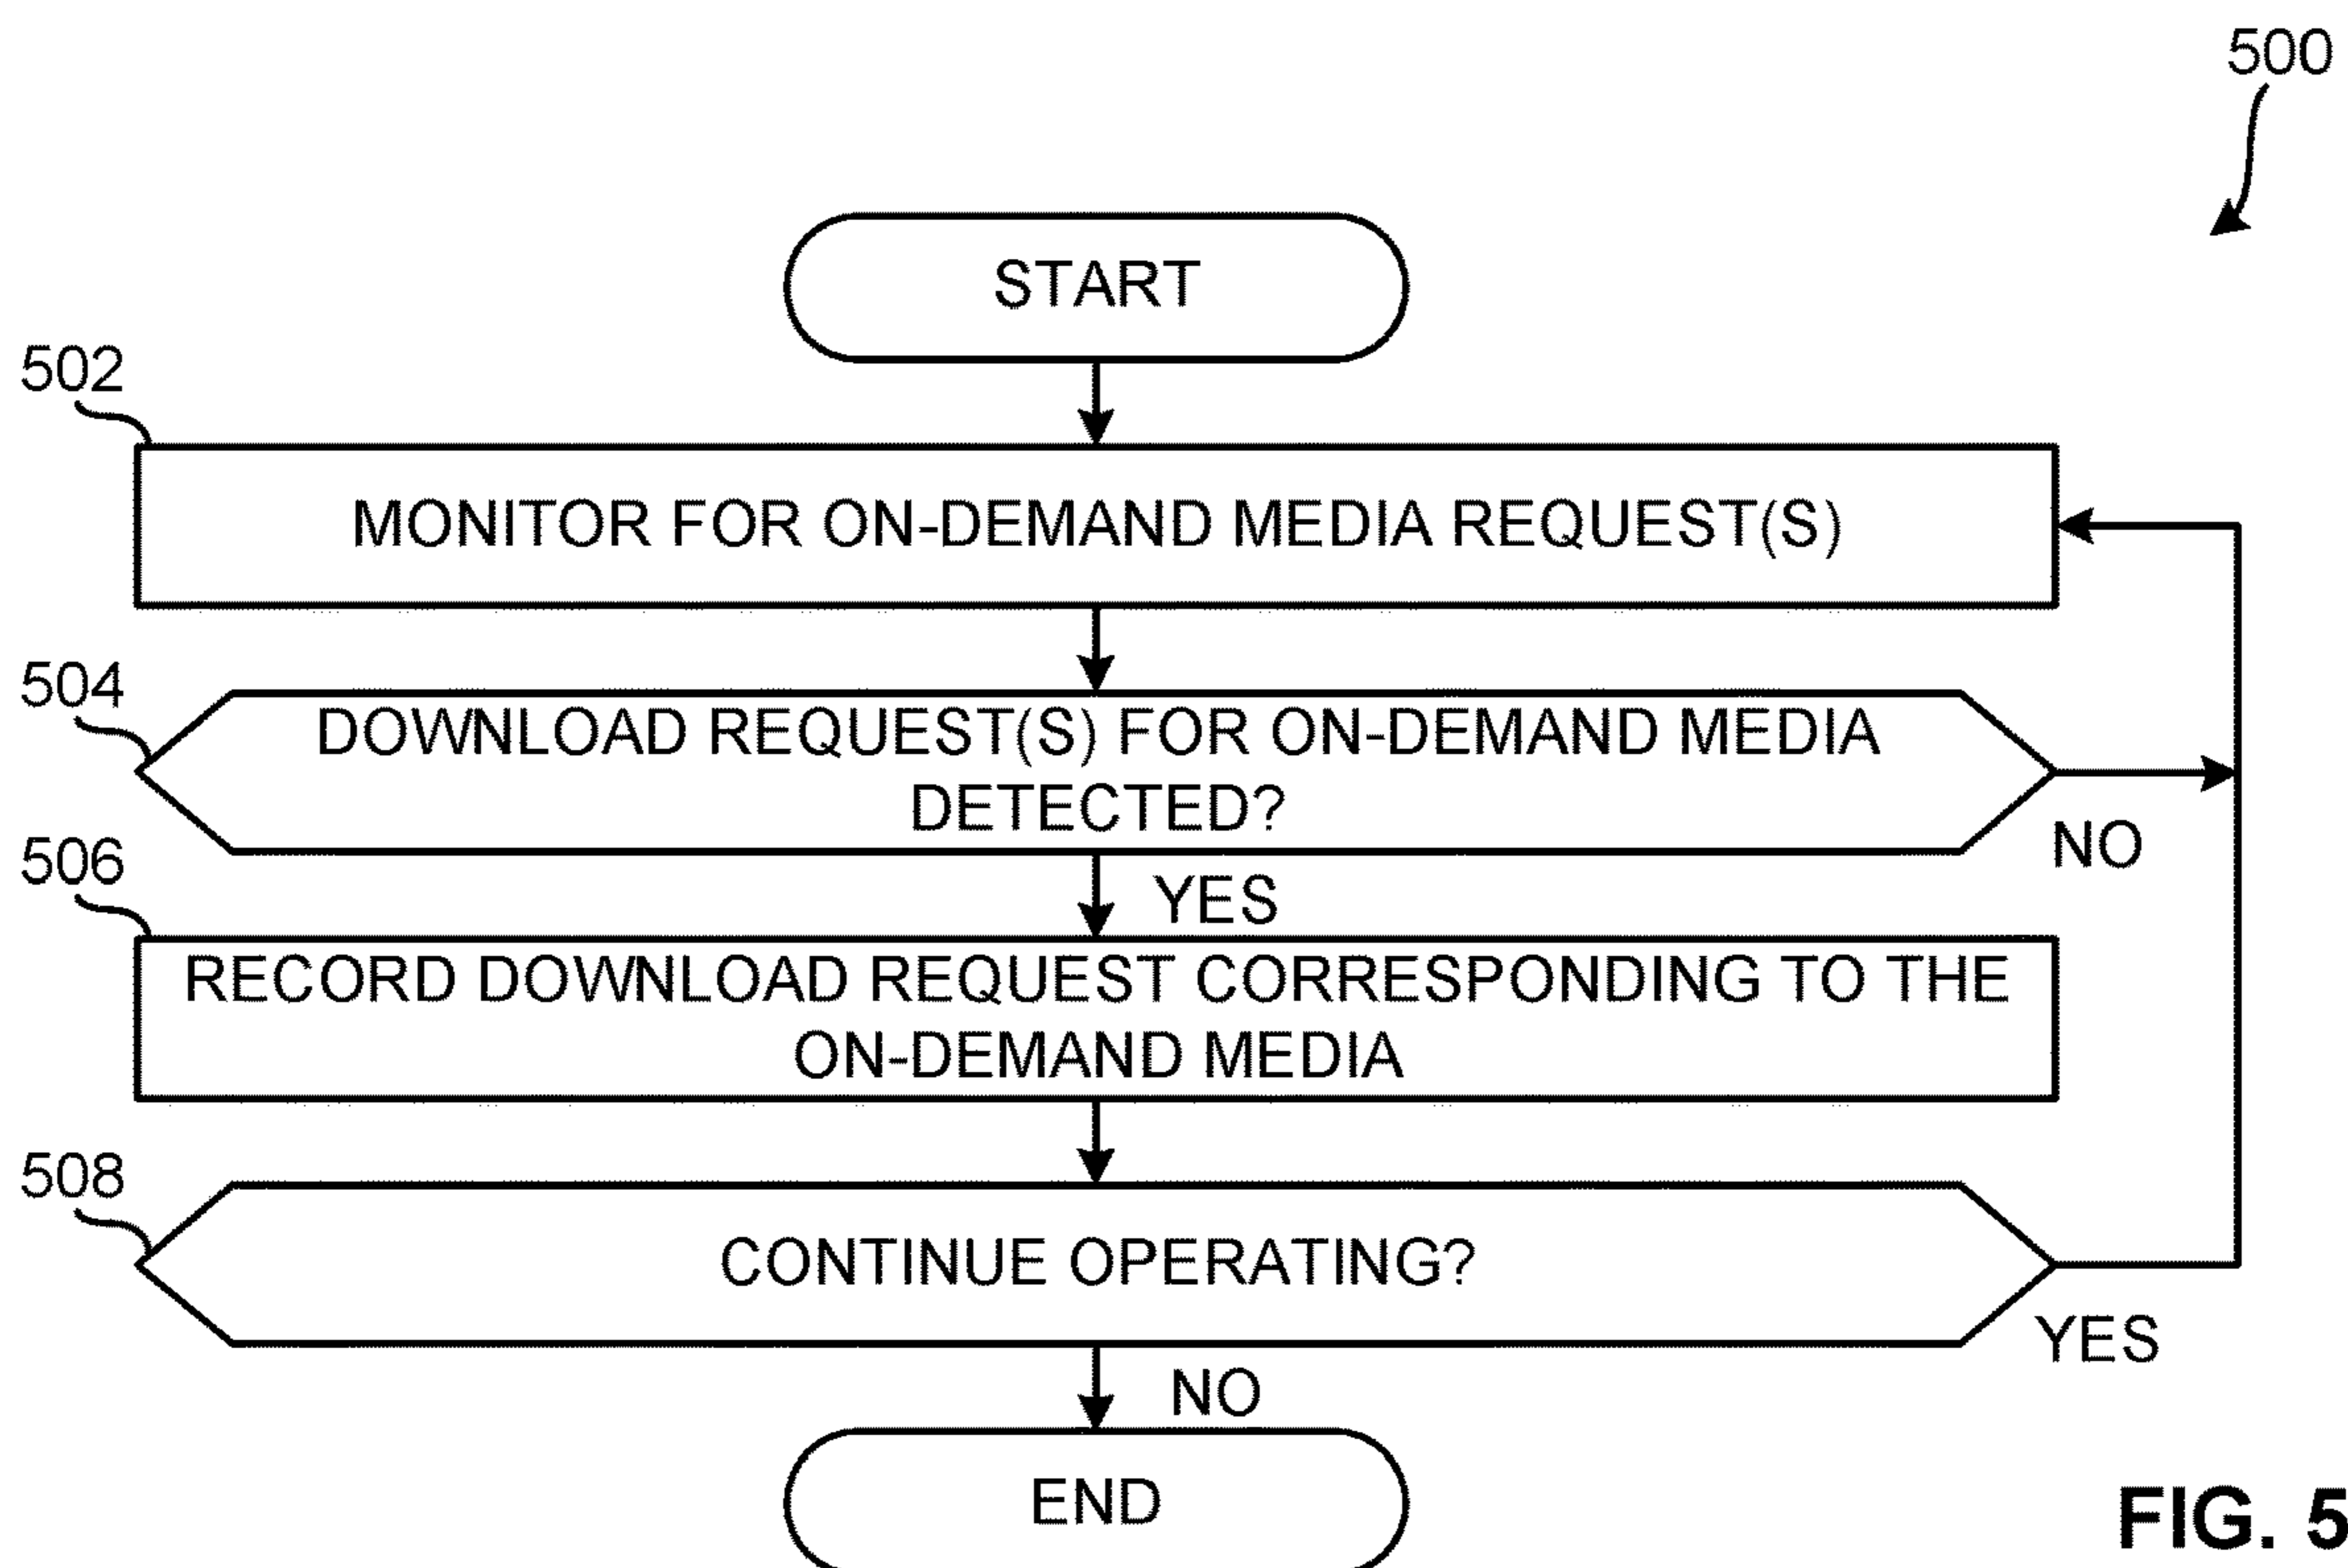 500
START
502
MONITOR FOR ON-DEMAND MEDIA REQUEST(S)
504
DOWNLOAD REQUEST(S) FOR ON-DEMAND MEDIA
DETECTED?
NO
506
YES
RECORD DOWNLOAD REQUEST CORRESPONDING TO THE
ON-DEMAND MEDIA
508
CONTINUE OPERATING?
YES
NO
END
FIG. 5